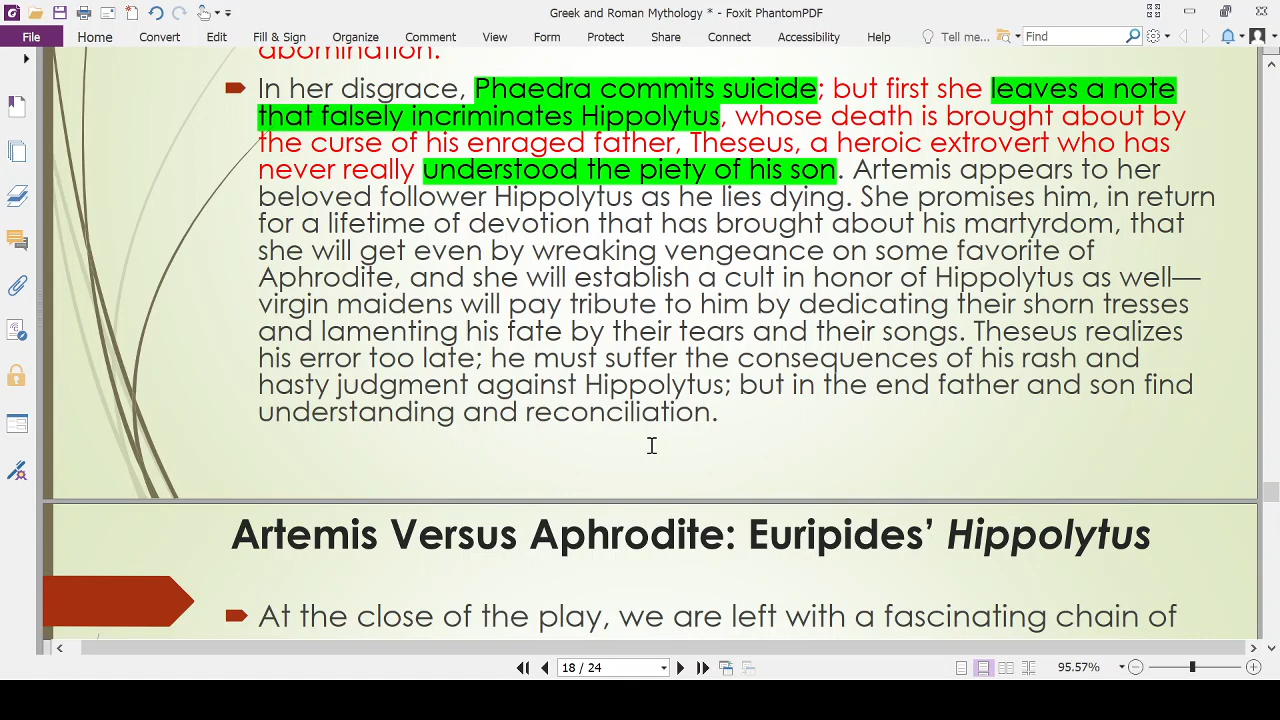 Greek and Roman Mythology * - Foxit PhantomPDF
File Home Convert Edit Fill & Sign Organize Comment View Form Protect Share Connect Accessibility Help Tell me... Find
abomination.
In her disgrace, Phaedra commits suicide; but first she leaves a note
that falsely incriminates Hippolytus, whose death is brought about by
the curse of his enraged father, Theseus, a heroic extrovert who has
never really understood the piety of his son. Artemis appears to her
beloved follower Hippolytus as he lies dying. She promises him, in return
for a lifetime of devotion that has brought about his martyrdom, that
she will get even by wreaking vengeance on some favorite of
Aphrodite, and she will establish a cult in honor of Hippolytus as well—
virgin maidens will pay tribute to him by dedicating their shorn tresses
and lamenting his fate by their tears and their songs. Theseus realizes
his error too late; he must suffer the consequences of his rash and
hasty judgment against Hippolytus; but in the end father and son find
understanding and reconciliation.
Artemis Versus Aphrodite: Euripides’ Hippolytus
At the close of the play, we are left with a fascinating chain of
18 / 24 95.57%